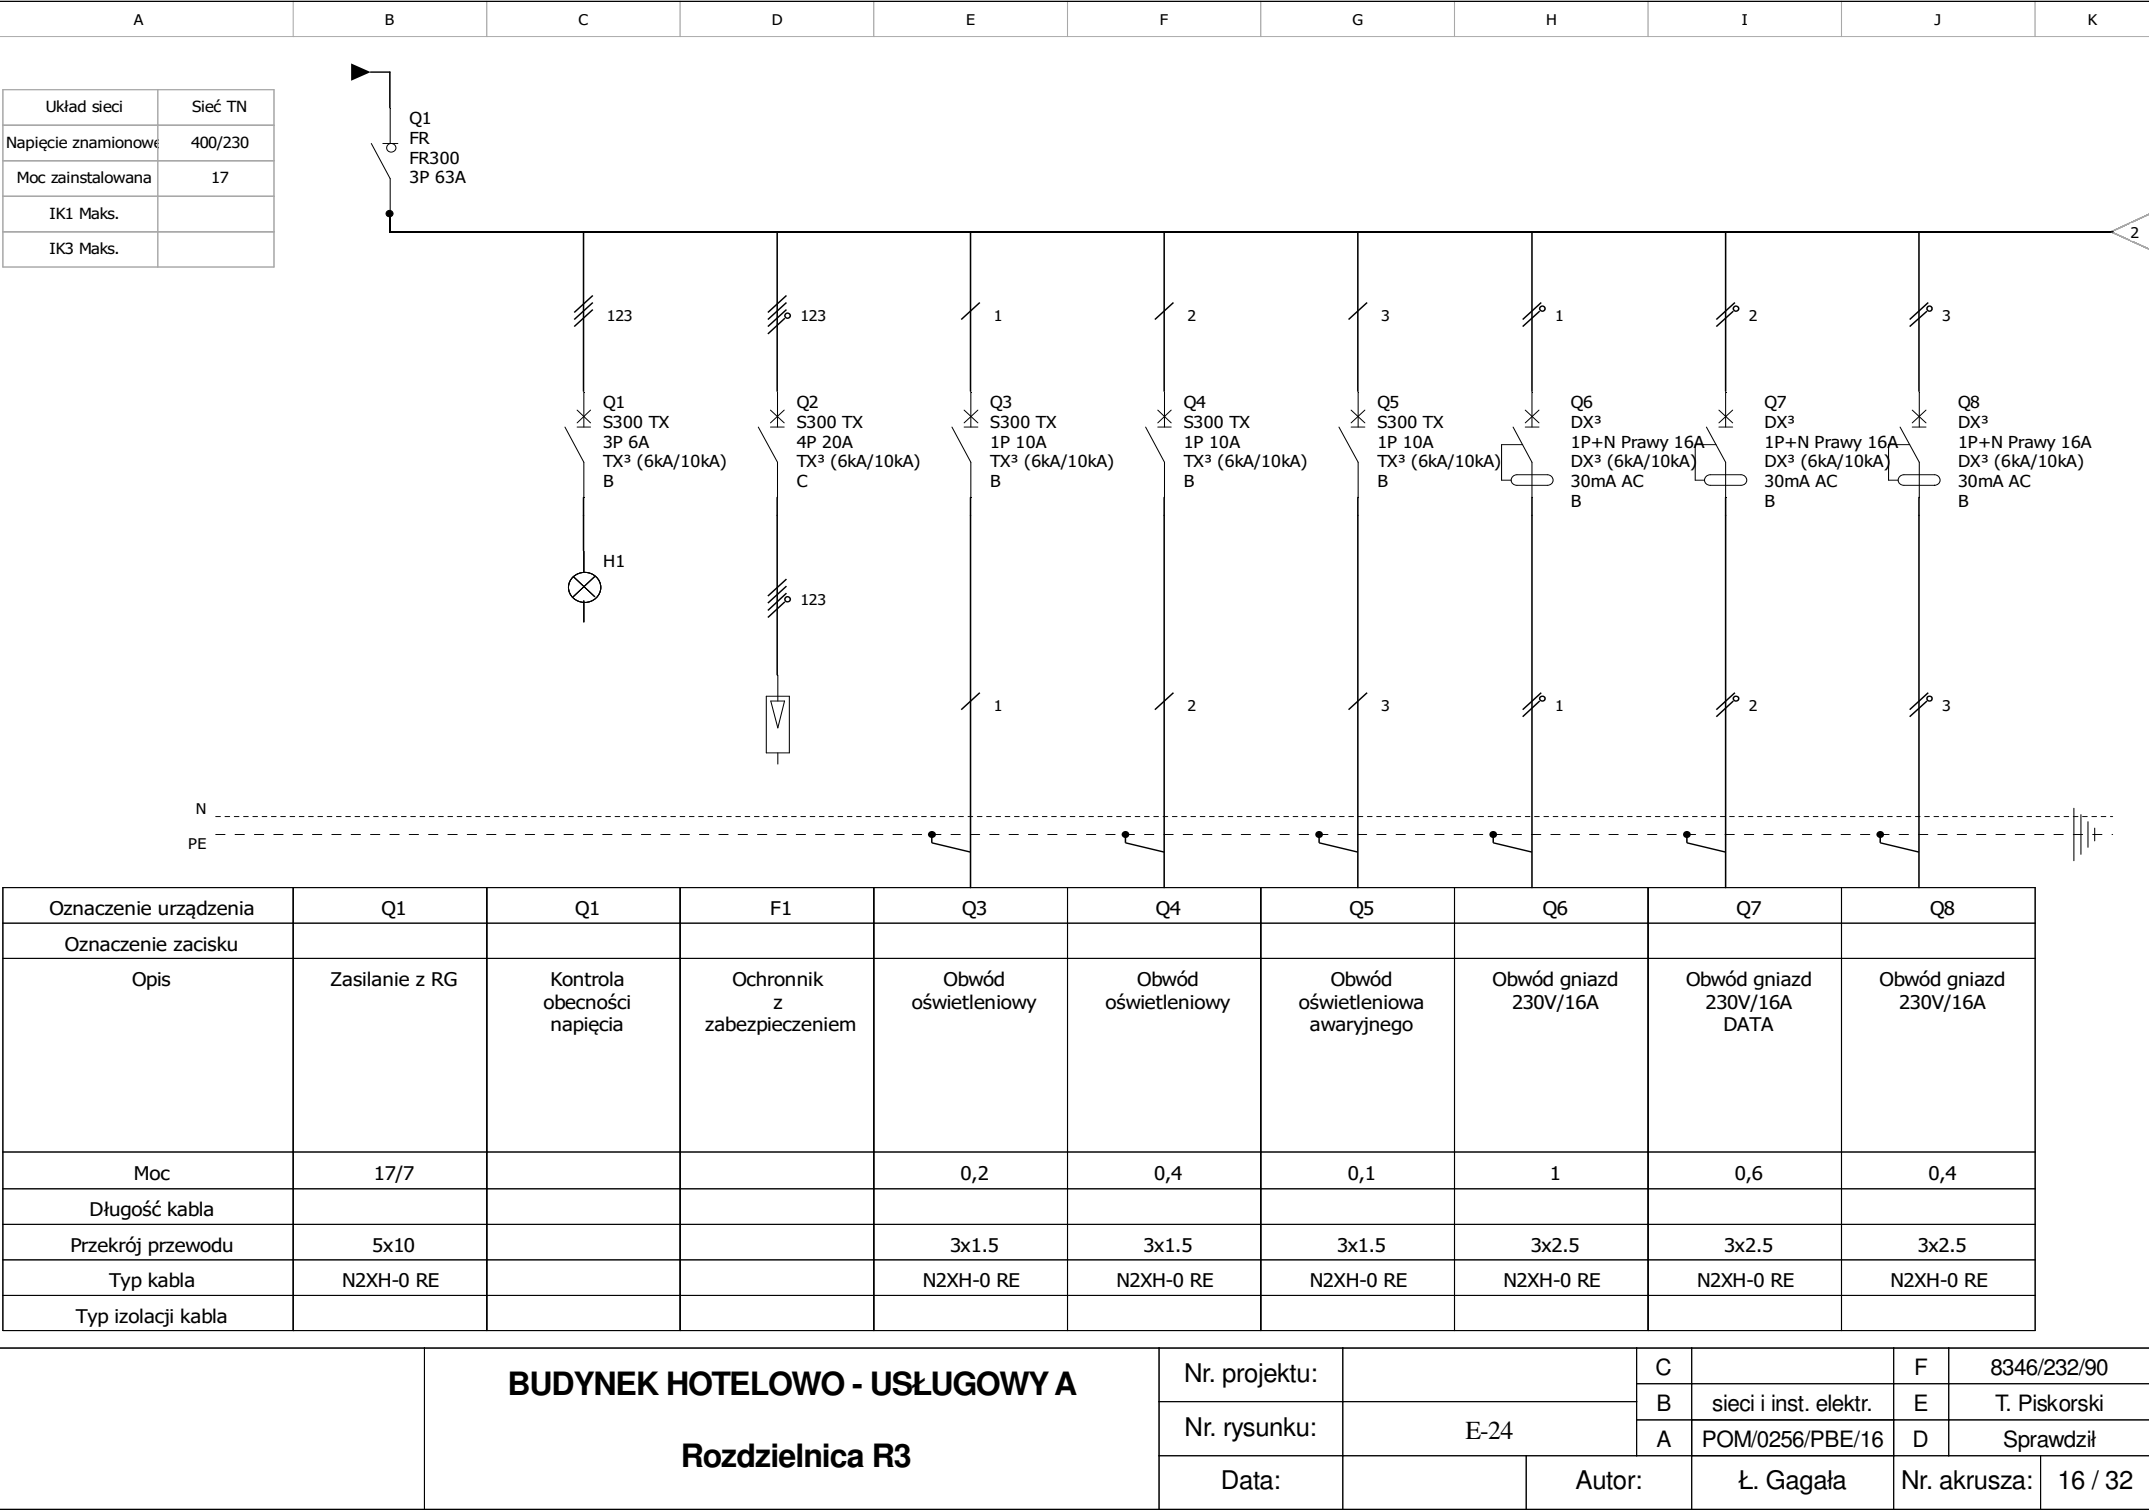 A B C D E F G H I J K
Układ sieci Sieć TN
Napięcie znamionowe 400/230
Moc zainstalowana 17
IK1 Maks.
IK3 Maks.
Q1
FR
FR300
3P 63A
2
123 123 1 2 3 1 2 3
Q1
S300 TX
3P 6A
TX³ (6kA/10kA)
B
Q2
S300 TX
4P 20A
TX³ (6kA/10kA)
C
Q3
S300 TX
1P 10A
TX³ (6kA/10kA)
B
Q4
S300 TX
1P 10A
TX³ (6kA/10kA)
B
Q5
S300 TX
1P 10A
TX³ (6kA/10kA)
B
Q6
DX³
1P+N Prawy 16A
DX³ (6kA/10kA)
30mA AC
B
Q7
DX³
1P+N Prawy 16A
DX³ (6kA/10kA)
30mA AC
B
Q8
DX³
1P+N Prawy 16A
DX³ (6kA/10kA)
30mA AC
B
H1
123
1 2 3 1 2 3
N
PE
Oznaczenie urządzenia Q1 Q1 F1 Q3 Q4 Q5 Q6 Q7 Q8
Oznaczenie zacisku
Opis
Zasilanie z RG
Kontrola
obecności
napięcia
Ochronnik
z
zabezpieczeniem
Obwód
oświetleniowy
Obwód
oświetleniowy
Obwód
oświetleniowa
awaryjnego
Obwód gniazd
230V/16A
Obwód gniazd
230V/16A
DATA
Obwód gniazd
230V/16A
Moc 17/7 0,2 0,4 0,1 1 0,6 0,4
Długość kabla
Przekrój przewodu 5x10 3x1.5 3x1.5 3x1.5 3x2.5 3x2.5 3x2.5
Typ kabla N2XH-0 RE N2XH-0 RE N2XH-0 RE N2XH-0 RE N2XH-0 RE N2XH-0 RE N2XH-0 RE
Typ izolacji kabla
BUDYNEK HOTELOWO - USŁUGOWY A
Rozdzielnica R3
Nr. projektu:
Nr. rysunku: E-24
C F 8346/232/90
B sieci i inst. elektr. E T. Piskorski
A POM/0256/PBE/16 D Sprawdził
Data: Autor: Ł. Gagała Nr. akrusza: 16 / 32